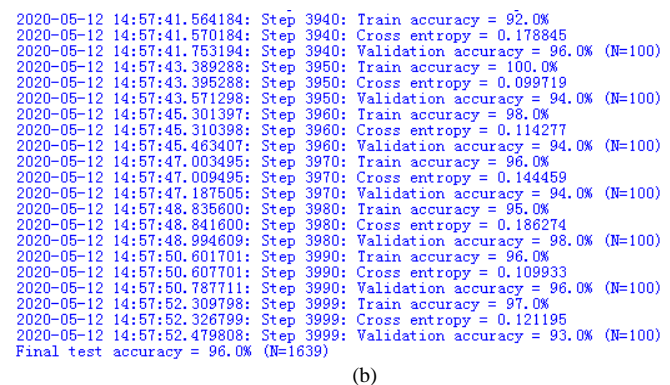 2020-05-12 14:57:41.564184: Step 3940: Train accuracy = 92.0%
2020-05-12 14:57:41.570184: Step 3940: Cross entropy = 0.178845
2020-05-12 14:57:41.753194: Step 3940: Validation accuracy = 96.0% (N=100)
2020-05-12 14:57:43.389288: Step 3950: Train accuracy = 100.0%
2020-05-12 14:57:43.395288: Step 3950: Cross entropy = 0.099719
2020-05-12 14:57:43.571298: Step 3950: Validation accuracy = 94.0% (N=100)
2020-05-12 14:57:45.301397: Step 3960: Train accuracy = 98.0%
2020-05-12 14:57:45.310398: Step 3960: Cross entropy = 0.114277
2020-05-12 14:57:45.463407: Step 3960: Validation accuracy = 94.0% (N=100)
2020-05-12 14:57:47.003495: Step 3970: Train accuracy = 96.0%
2020-05-12 14:57:47.009495: Step 3970: Cross entropy = 0.144459
2020-05-12 14:57:47.187505: Step 3970: Validation accuracy = 94.0% (N=100)
2020-05-12 14:57:48.835600: Step 3980: Train accuracy = 95.0%
2020-05-12 14:57:48.841600: Step 3980: Cross entropy = 0.186274
2020-05-12 14:57:48.994609: Step 3980: Validation accuracy = 98.0% (N=100)
2020-05-12 14:57:50.601701: Step 3990: Train accuracy = 96.0%
2020-05-12 14:57:50.607701: Step 3990: Cross entropy = 0.109933
2020-05-12 14:57:50.787711: Step 3990: Validation accuracy = 96.0% (N=100)
2020-05-12 14:57:52.309798: Step 3999: Train accuracy = 97.0%
2020-05-12 14:57:52.326799: Step 3999: Cross entropy = 0.121195
2020-05-12 14:57:52.479808: Step 3999: Validation accuracy = 93.0% (N=100)
Final test accuracy = 96.0% (N=1639)
(b)